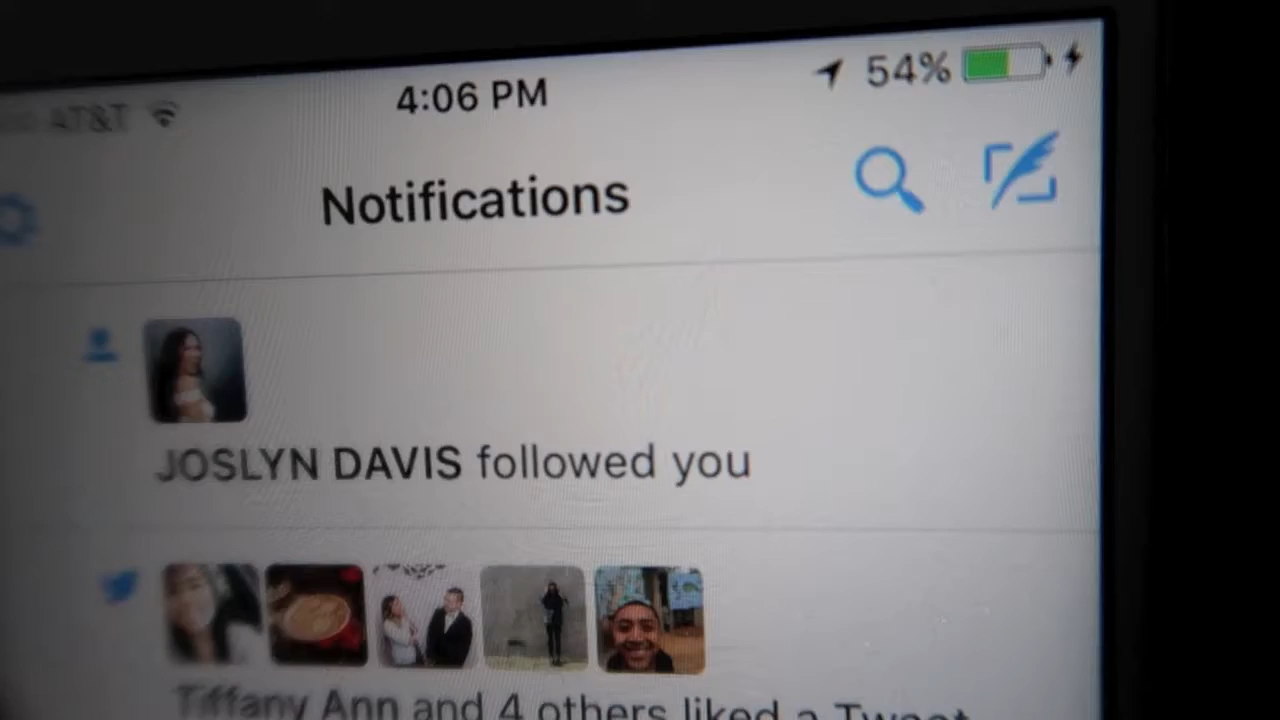 AT&T 4:06 PM 54%
Notifications
JOSLYN DAVIS followed you
Tiffany Ann and 4 others liked a Tweet